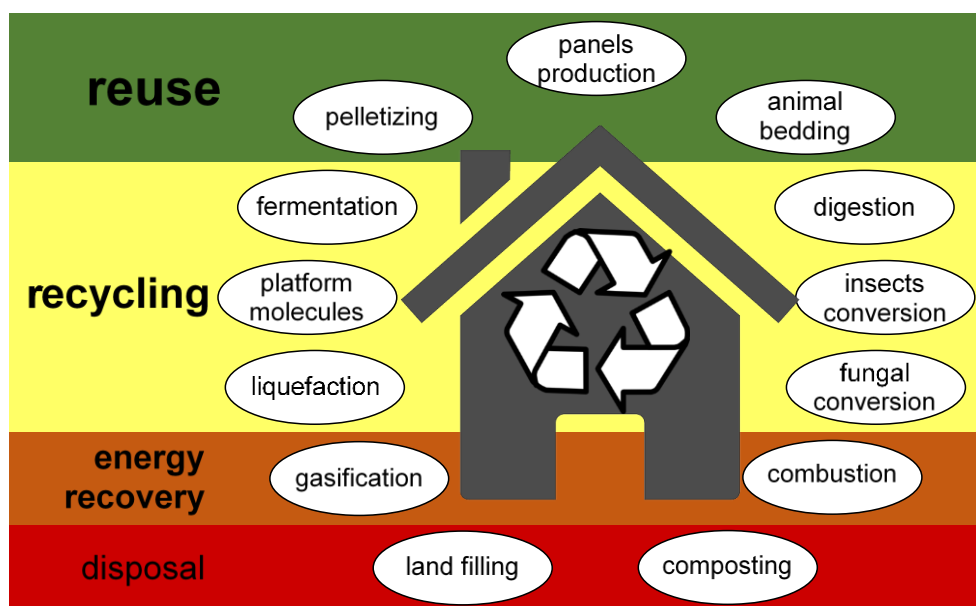 reuse
panels
production
pelletizing
animal
bedding
recycling
fermentation
digestion
platform
molecules
insects
conversion
liquefaction
fungal
conversion
energy
recovery
gasification
combustion
disposal
land filling
composting